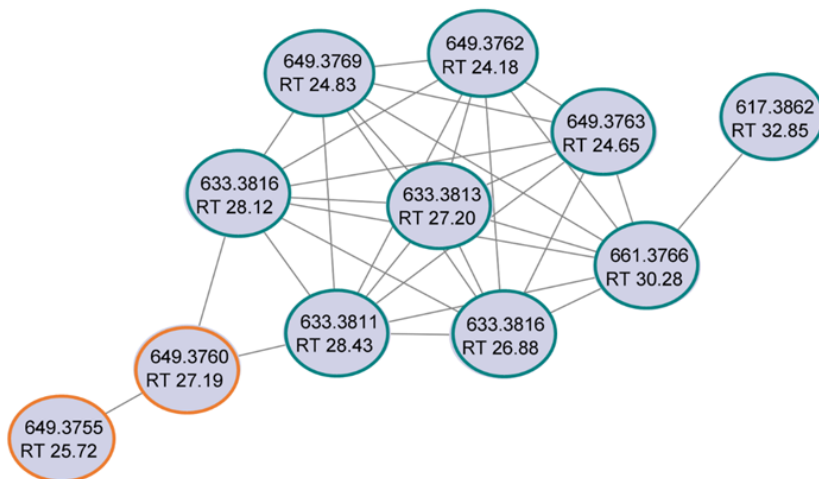 649.3762
RT 24.18
649.3769
RT 24.83
617.3862
RT 32.85
649.3763
RT 24.65
633.3816
RT 28.12
633.3813
RT 27.20
661.3766
RT 30.28
633.3811
RT 28.43
633.3816
RT 26.88
649.3760
RT 27.19
649.3755
RT 25.72